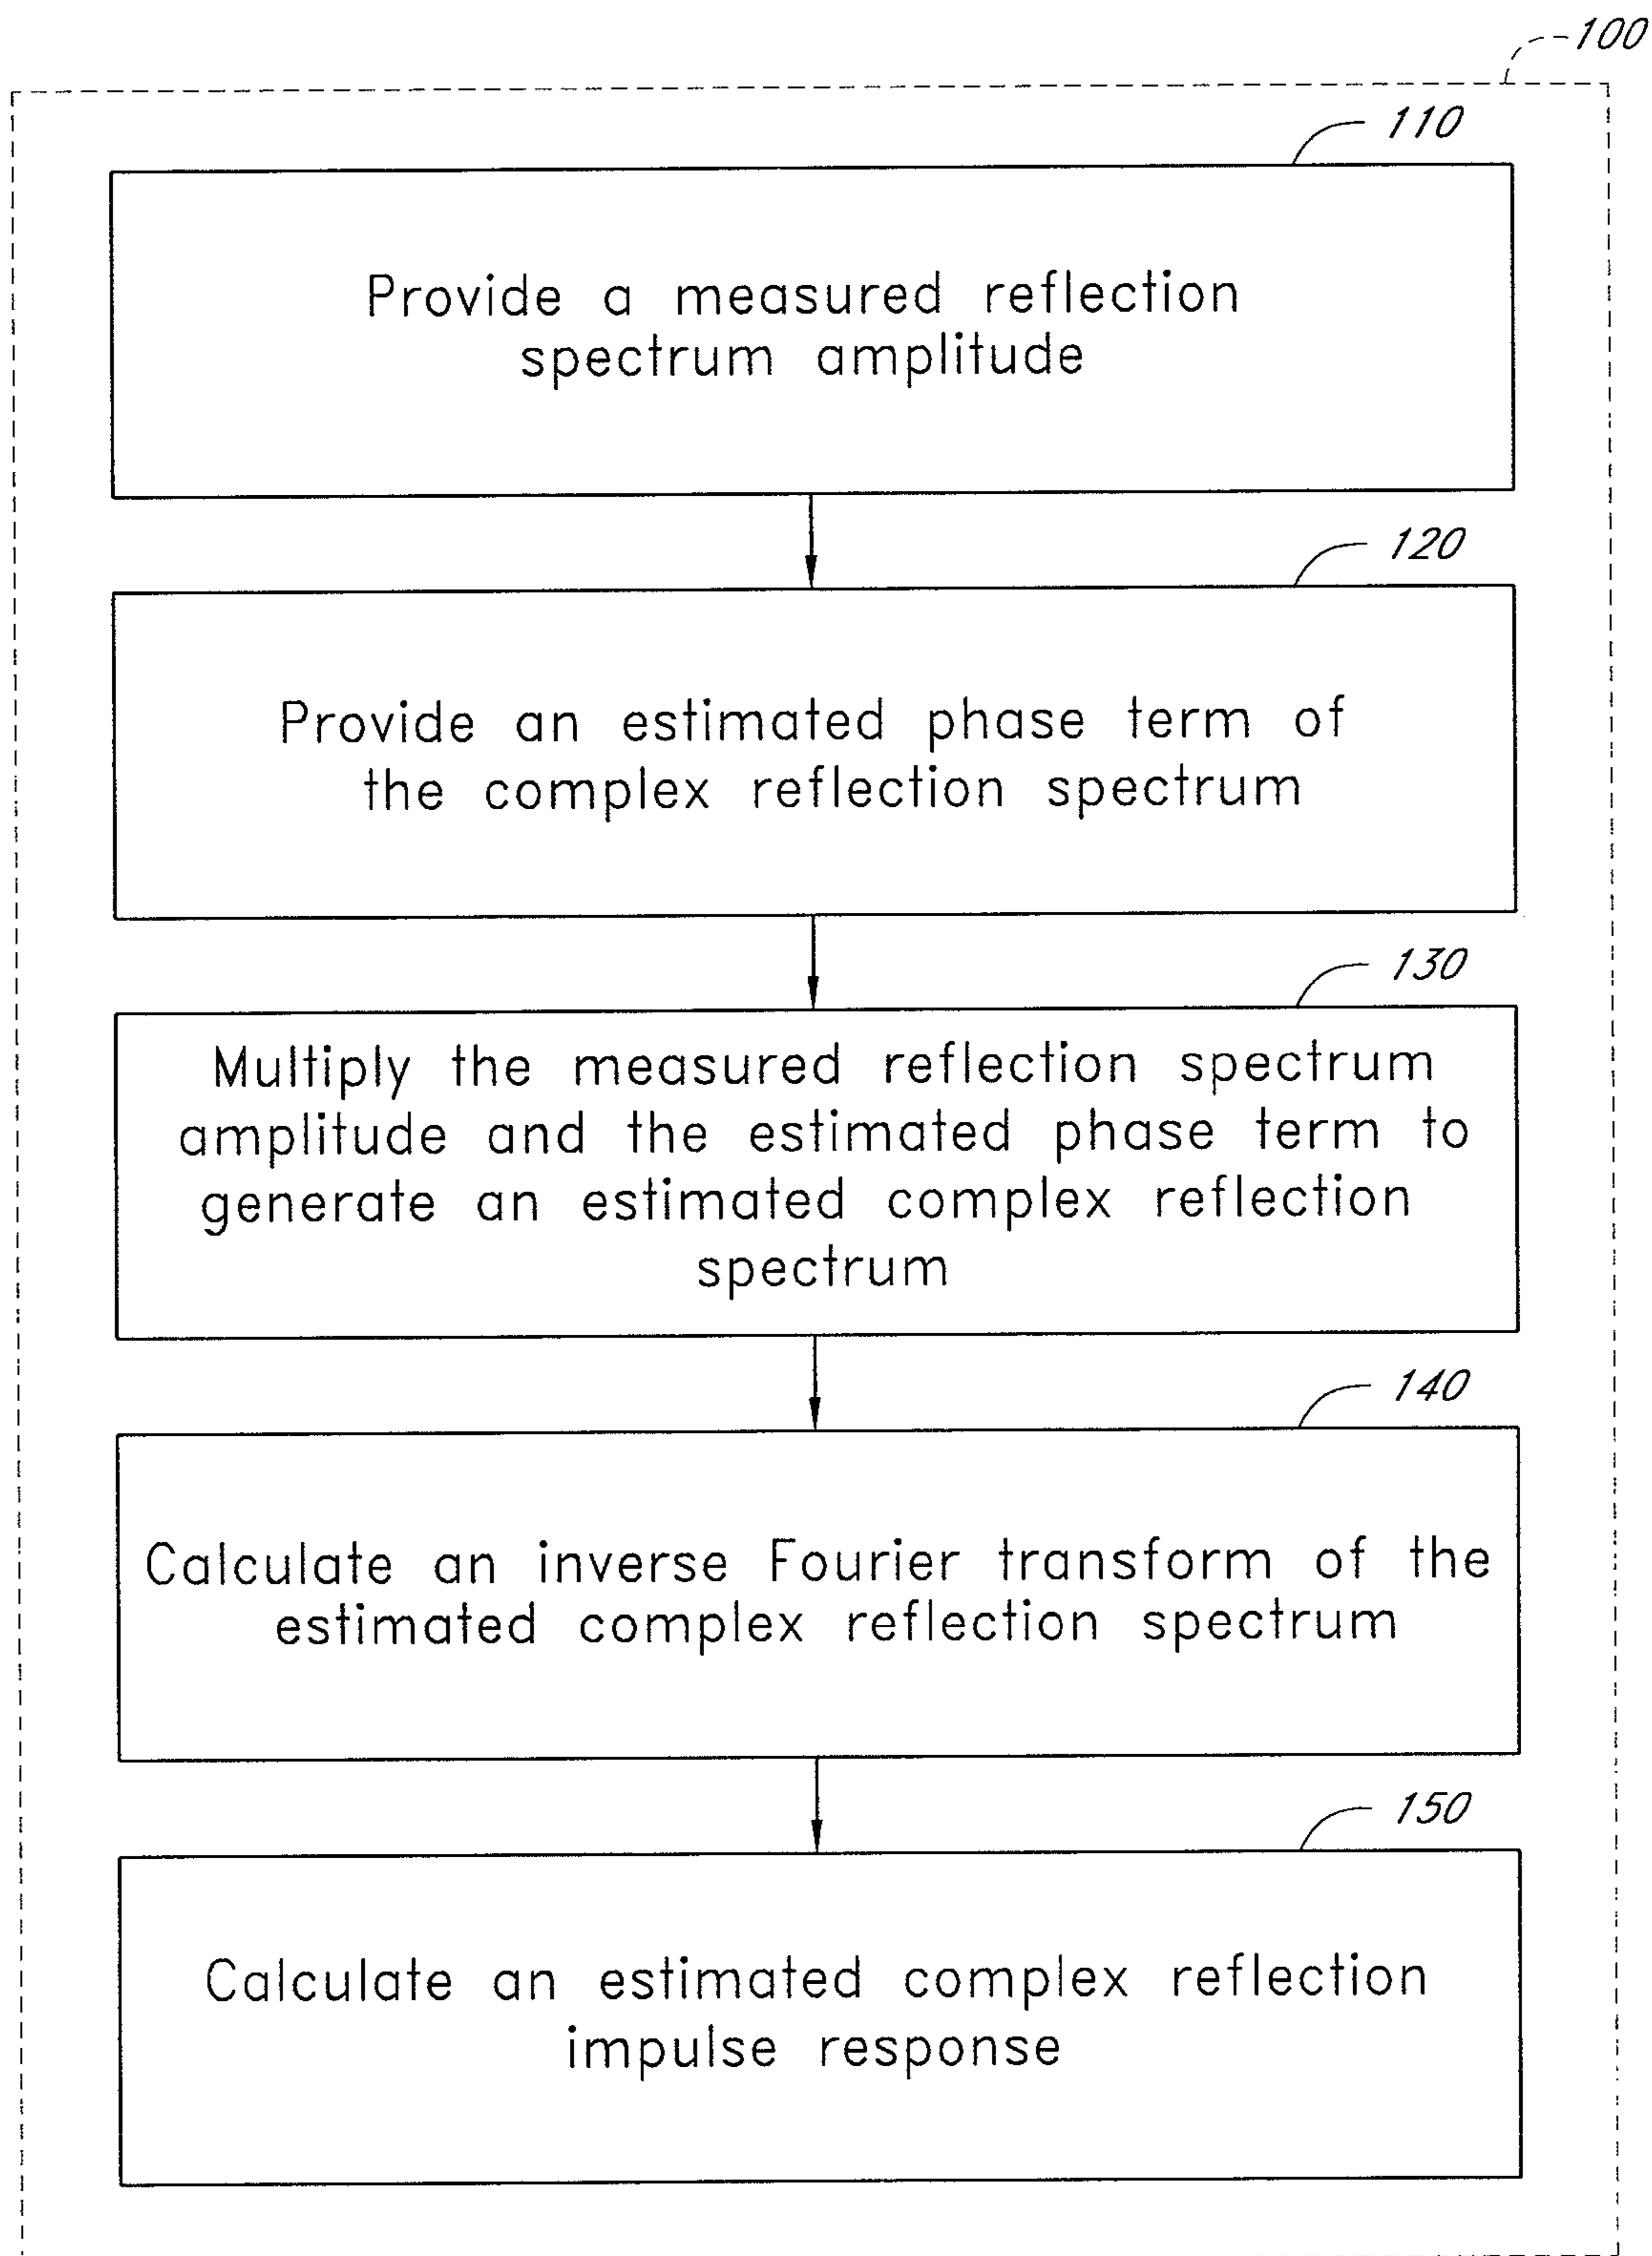 100
110
Provide a measured reflection
spectrum amplitude
120
Provide an estimated phase term of
the complex reflection spectrum
130
Multiply the measured reflection spectrum
amplitude and the estimated phase term to
generate an estimated complex reflection
spectrum
140
Calculate an inverse Fourier transform of the
estimated complex reflection spectrum
150
Calculate an estimated complex reflection
impulse response